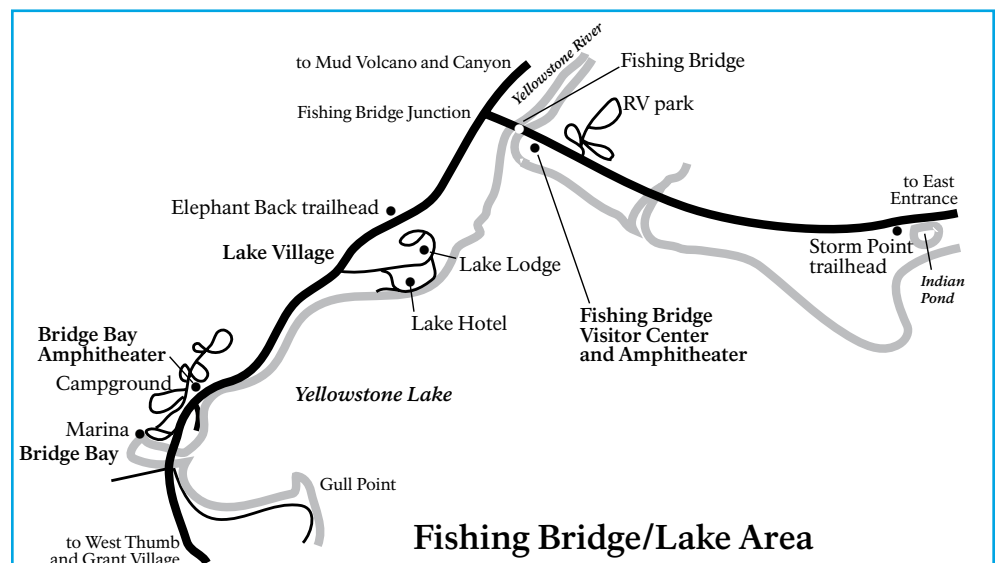 to Mud Volcano and Canyon
Yellowstone River
Fishing Bridge
Fishing Bridge Junction
RV park
to East
Entrance
Elephant Back trailhead
Lake Village
Lake Lodge
Storm Point
trailhead
Indian
Pond
Lake Hotel
Fishing Bridge
Visitor Center
and Amphitheater
Bridge Bay
Amphitheater
Campground
Yellowstone Lake
Marina
Bridge Bay
Gull Point
to West Thumb
and Grant Village
Fishing Bridge/Lake Area